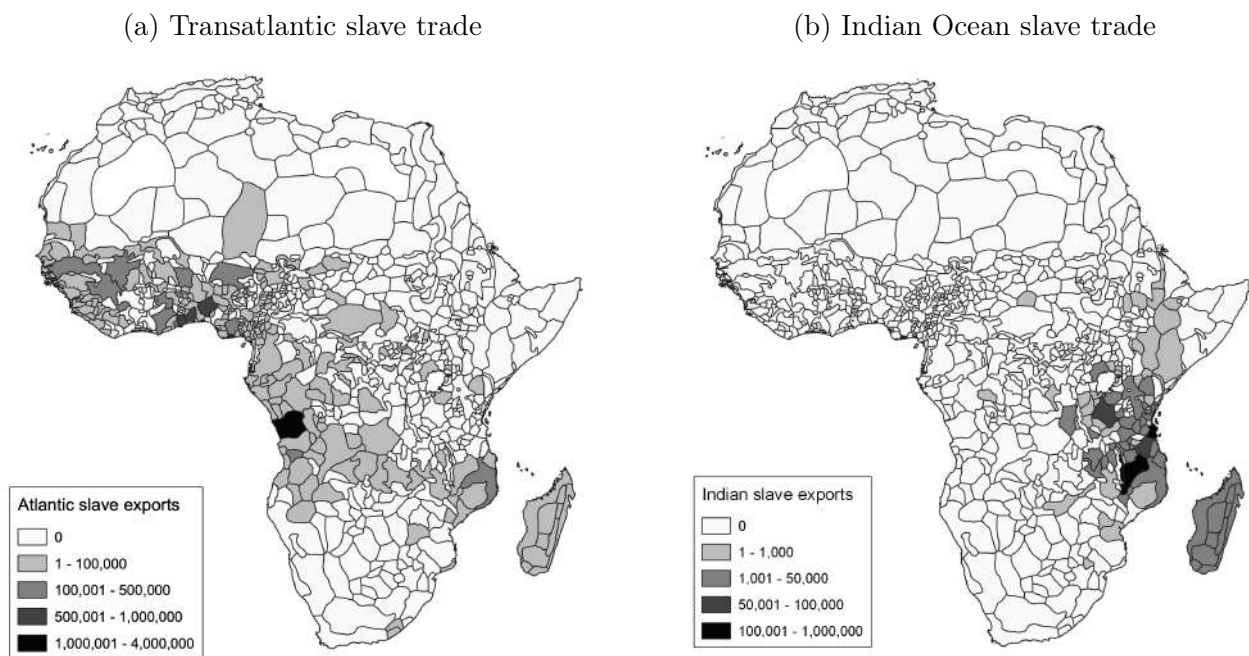 (a) Transatlantic slave trade
Atlantic slave exports
0
1 - 100,000
100,001 - 500,000
500,001 - 1,000,000
1,000,001 - 4,000,000
(b) Indian Ocean slave trade
Indian slave exports
0
1 - 1,000
1,001 - 50,000
50,001 - 100,000
100,001 - 1,000,000